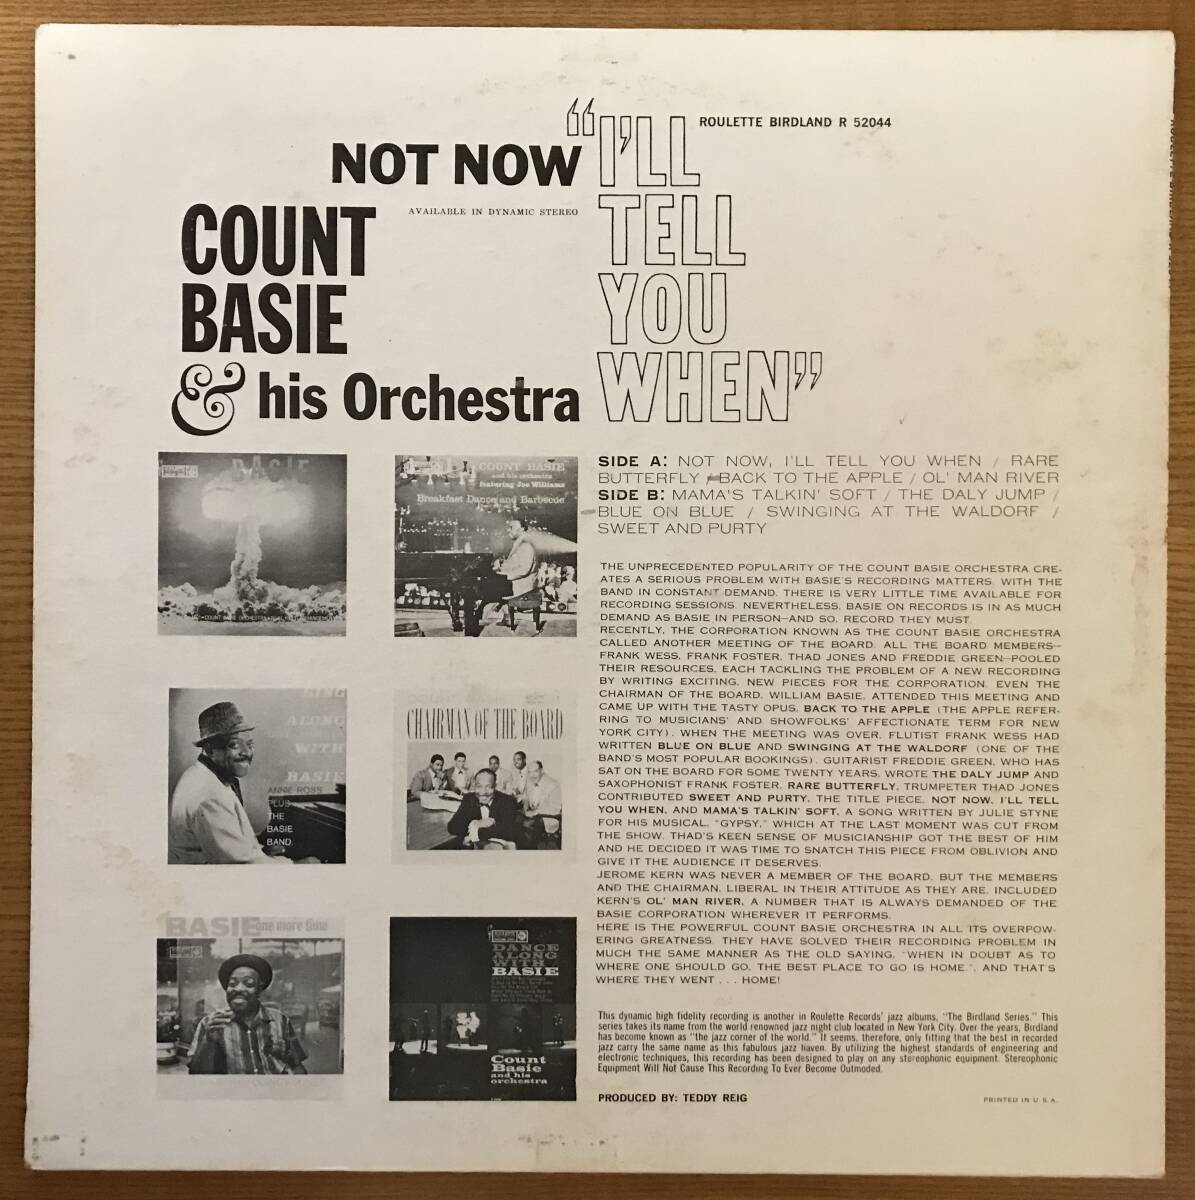 ROULETTE BIRDLAND R 52044
NOT NOW
"I'LL
TELL
YOU
WHEN"
AVAILABLE IN DYNAMIC STEREO
COUNT
BASIE
& his Orchestra
BASIE
COUNT BASIE
and his orchestra
featuring Joe Williams
Breakfast Dance and Barbecue
SING
ALONG
WITH
BASIE
ANNIE ROSS
PLUS
THE
BASIE
BAND.
CHAIRMAN OF THE BOARD
BASIE one more time
DANCE
ALONG
WITH
BASIE
Count
Basie
and his
orchestra
SIDE A: NOT NOW, I'LL TELL YOU WHEN / RARE
BUTTERFLY / BACK TO THE APPLE / OL' MAN RIVER
SIDE B: MAMA'S TALKIN' SOFT / THE DALY JUMP /
BLUE ON BLUE / SWINGING AT THE WALDORF /
SWEET AND PURTY
THE UNPRECEDENTED POPULARITY OF THE COUNT BASIE ORCHESTRA CRE-
ATES A SERIOUS PROBLEM WITH BASIE'S RECORDING MATTERS. WITH THE
BAND IN CONSTANT DEMAND, THERE IS VERY LITTLE TIME AVAILABLE FOR
RECORDING SESSIONS. NEVERTHELESS, BASIE ON RECORDS IS IN AS MUCH
DEMAND AS BASIE IN PERSON—AND SO, RECORD THEY MUST.
RECENTLY, THE CORPORATION KNOWN AS THE COUNT BASIE ORCHESTRA
CALLED ANOTHER MEETING OF THE BOARD. ALL THE BOARD MEMBERS—
FRANK WESS, FRANK FOSTER, THAD JONES AND FREDDIE GREEN—POOLED
THEIR RESOURCES, EACH TACKLING THE PROBLEM OF A NEW RECORDING
BY WRITING EXCITING, NEW PIECES FOR THE CORPORATION. EVEN THE
CHAIRMAN OF THE BOARD, WILLIAM BASIE, ATTENDED THIS MEETING AND
CAME UP WITH THE TASTY OPUS, BACK TO THE APPLE (THE APPLE REFER-
RING TO MUSICIANS' AND SHOWFOLKS' AFFECTIONATE TERM FOR NEW
YORK CITY). WHEN THE MEETING WAS OVER, FLUTIST FRANK WESS HAD
WRITTEN BLUE ON BLUE AND SWINGING AT THE WALDORF (ONE OF THE
BAND'S MOST POPULAR BOOKINGS). GUITARIST FREDDIE GREEN, WHO HAS
SAT ON THE BOARD FOR SOME TWENTY YEARS, WROTE THE DALY JUMP AND
SAXOPHONIST FRANK FOSTER, RARE BUTTERFLY. TRUMPETER THAD JONES
CONTRIBUTED SWEET AND PURTY, THE TITLE PIECE, NOT NOW, I'LL TELL
YOU WHEN, AND MAMA'S TALKIN' SOFT, A SONG WRITTEN BY JULIE STYNE
FOR HIS MUSICAL, "GYPSY," WHICH AT THE LAST MOMENT WAS CUT FROM
THE SHOW. THAD'S KEEN SENSE OF MUSICIANSHIP GOT THE BEST OF HIM
AND HE DECIDED IT WAS TIME TO SNATCH THIS PIECE FROM OBLIVION AND
GIVE IT THE AUDIENCE IT DESERVES.
JEROME KERN WAS NEVER A MEMBER OF THE BOARD, BUT THE MEMBERS
AND THE CHAIRMAN, LIBERAL IN THEIR ATTITUDE AS THEY ARE, INCLUDED
KERN'S OL' MAN RIVER, A NUMBER THAT IS ALWAYS DEMANDED OF THE
BASIE CORPORATION WHEREVER IT PERFORMS.
HERE IS THE POWERFUL COUNT BASIE ORCHESTRA IN ALL ITS OVERPOW-
ERING GREATNESS. THEY HAVE SOLVED THEIR RECORDING PROBLEM IN
MUCH THE SAME MANNER AS THE OLD SAYING, "WHEN IN DOUBT AS TO
WHERE ONE SHOULD GO, THE BEST PLACE TO GO IS HOME.", AND THAT'S
WHERE THEY WENT . . . HOME!
This dynamic high fidelity recording is another in Roulette Records' jazz albums, "The Birdland Series." This
series takes its name from the world renowned jazz night club located in New York City. Over the years, Birdland
has become known as "the jazz corner of the world." It seems, therefore, only fitting that the best in recorded
jazz carry the same name as this fabulous jazz haven. By utilizing the highest standards of engineering and
electronic techniques, this recording has been designed to play on any stereophonic equipment. Stereophonic
Equipment Will Not Cause This Recording To Ever Become Outmoded.
PRODUCED BY: TEDDY REIG
PRINTED IN U.S.A.